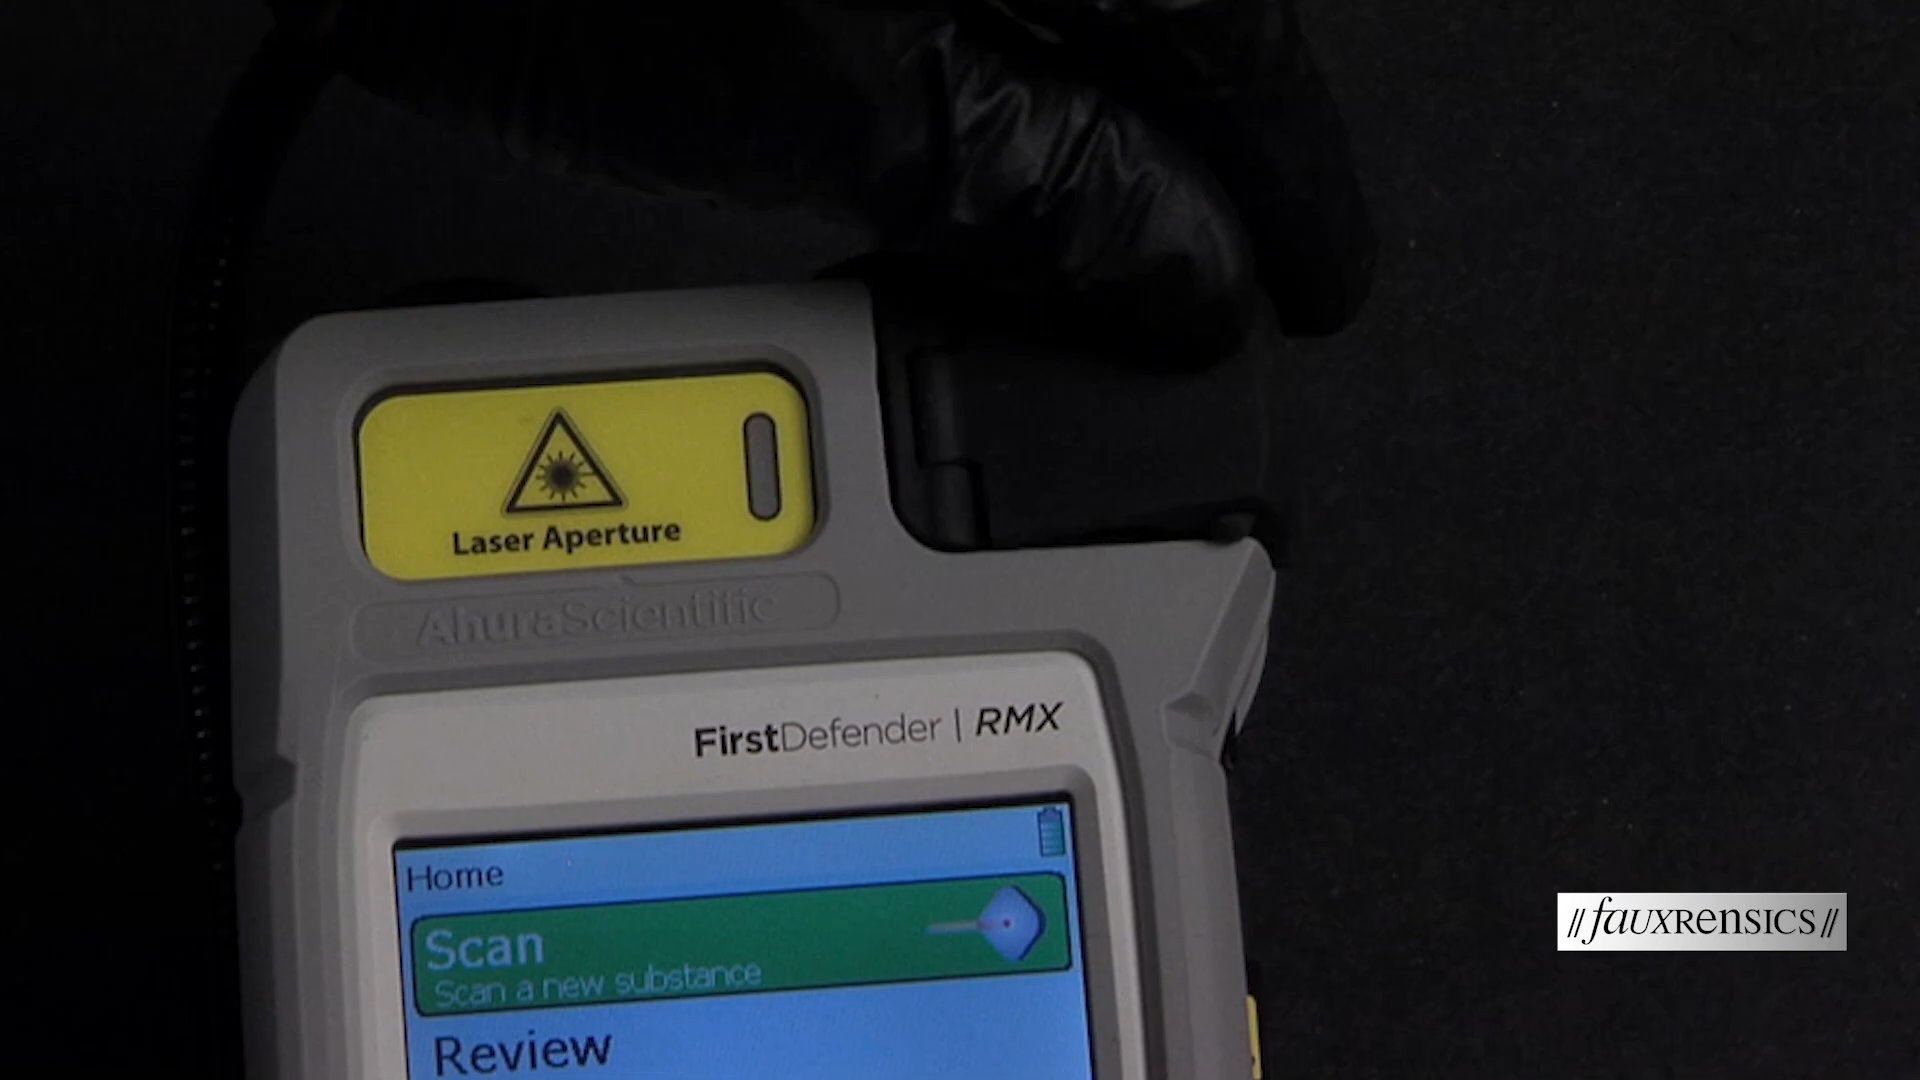 Laser Aperture
AhuraScientific
FirstDefender | RMX
Home
Scan
Scan a new substance
Review
//fauxrensics//